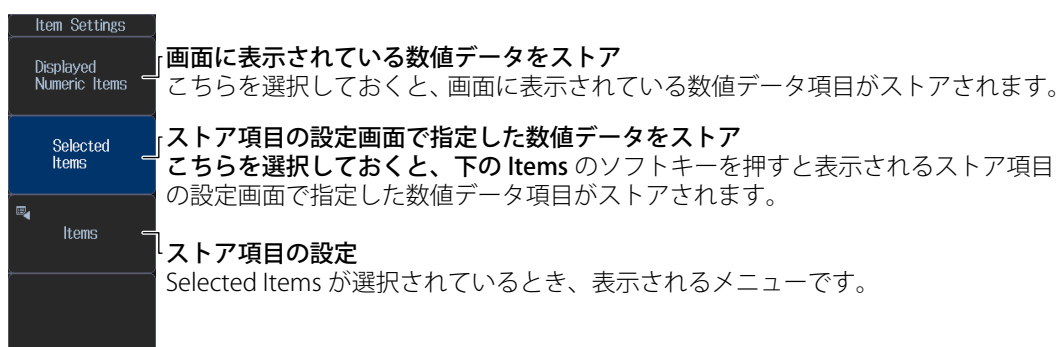 Item Settings
Displayed
Numeric Items
画面に表示されている数値データをストア
こちらを選択しておくと、画面に表示されている数値データ項目がストアされます。
Selected
Items
ストア項目の設定画面で指定した数値データをストア
こちらを選択しておくと、下の Items のソフトキーを押すと表示されるストア項目
の設定画面で指定した数値データ項目がストアされます。
Items
ストア項目の設定
Selected Items が選択されているとき、表示されるメニューです。